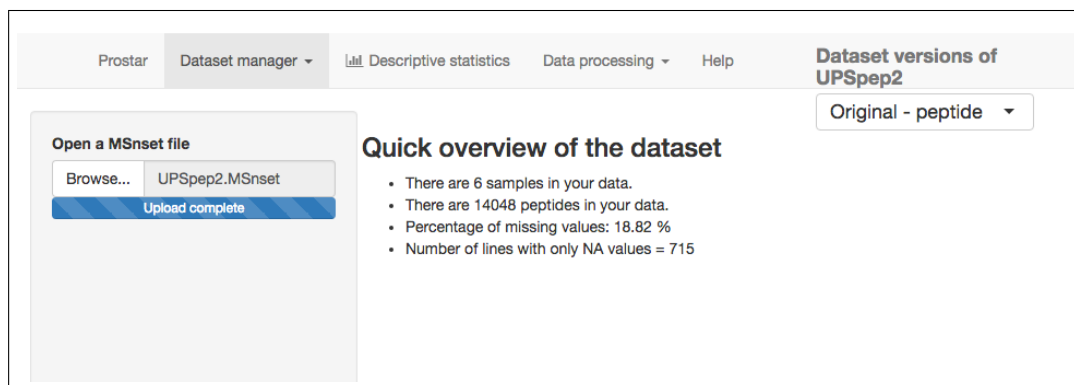 Prostar Dataset manager Descriptive statistics Data processing Help
Dataset versions of
UPSpep2
Original - peptide
Open a MSnset file
Browse... UPSpep2.MSnset
Upload complete
Quick overview of the dataset
• There are 6 samples in your data.
• There are 14048 peptides in your data.
• Percentage of missing values: 18.82 %
• Number of lines with only NA values = 715